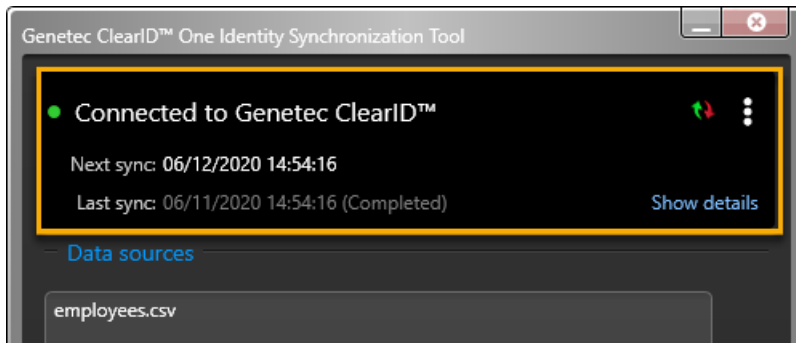 Genetec ClearID™ One Identity Synchronization Tool
Connected to Genetec ClearID™
Next sync: 06/12/2020 14:54:16
Last sync: 06/11/2020 14:54:16 (Completed)
Show details
Data sources
employees.csv